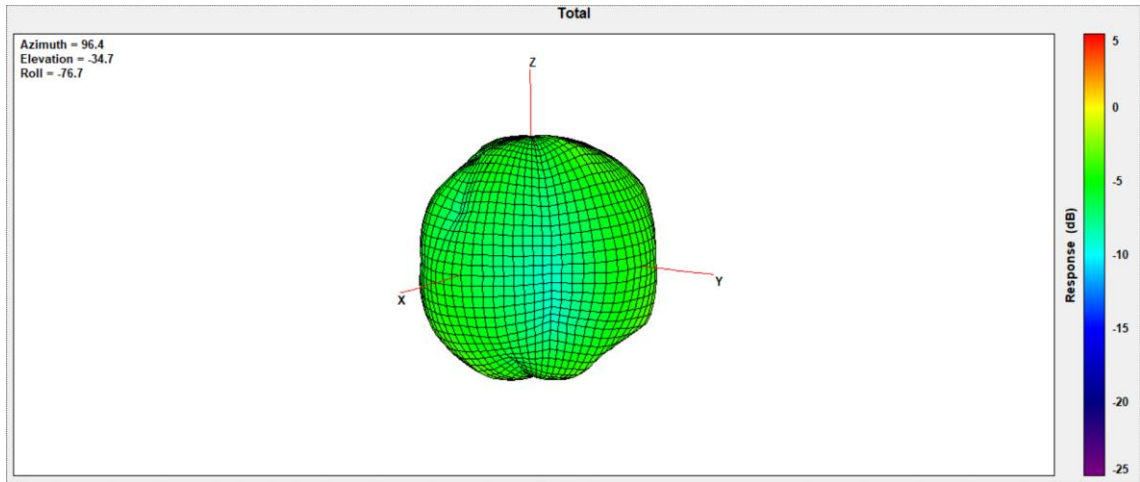 Total
Azimuth = 96.4
Elevation = -34.7
Roll = -76.7
Z
X
Y
5
0
-5
-10
-15
-20
-25
Response (dB)